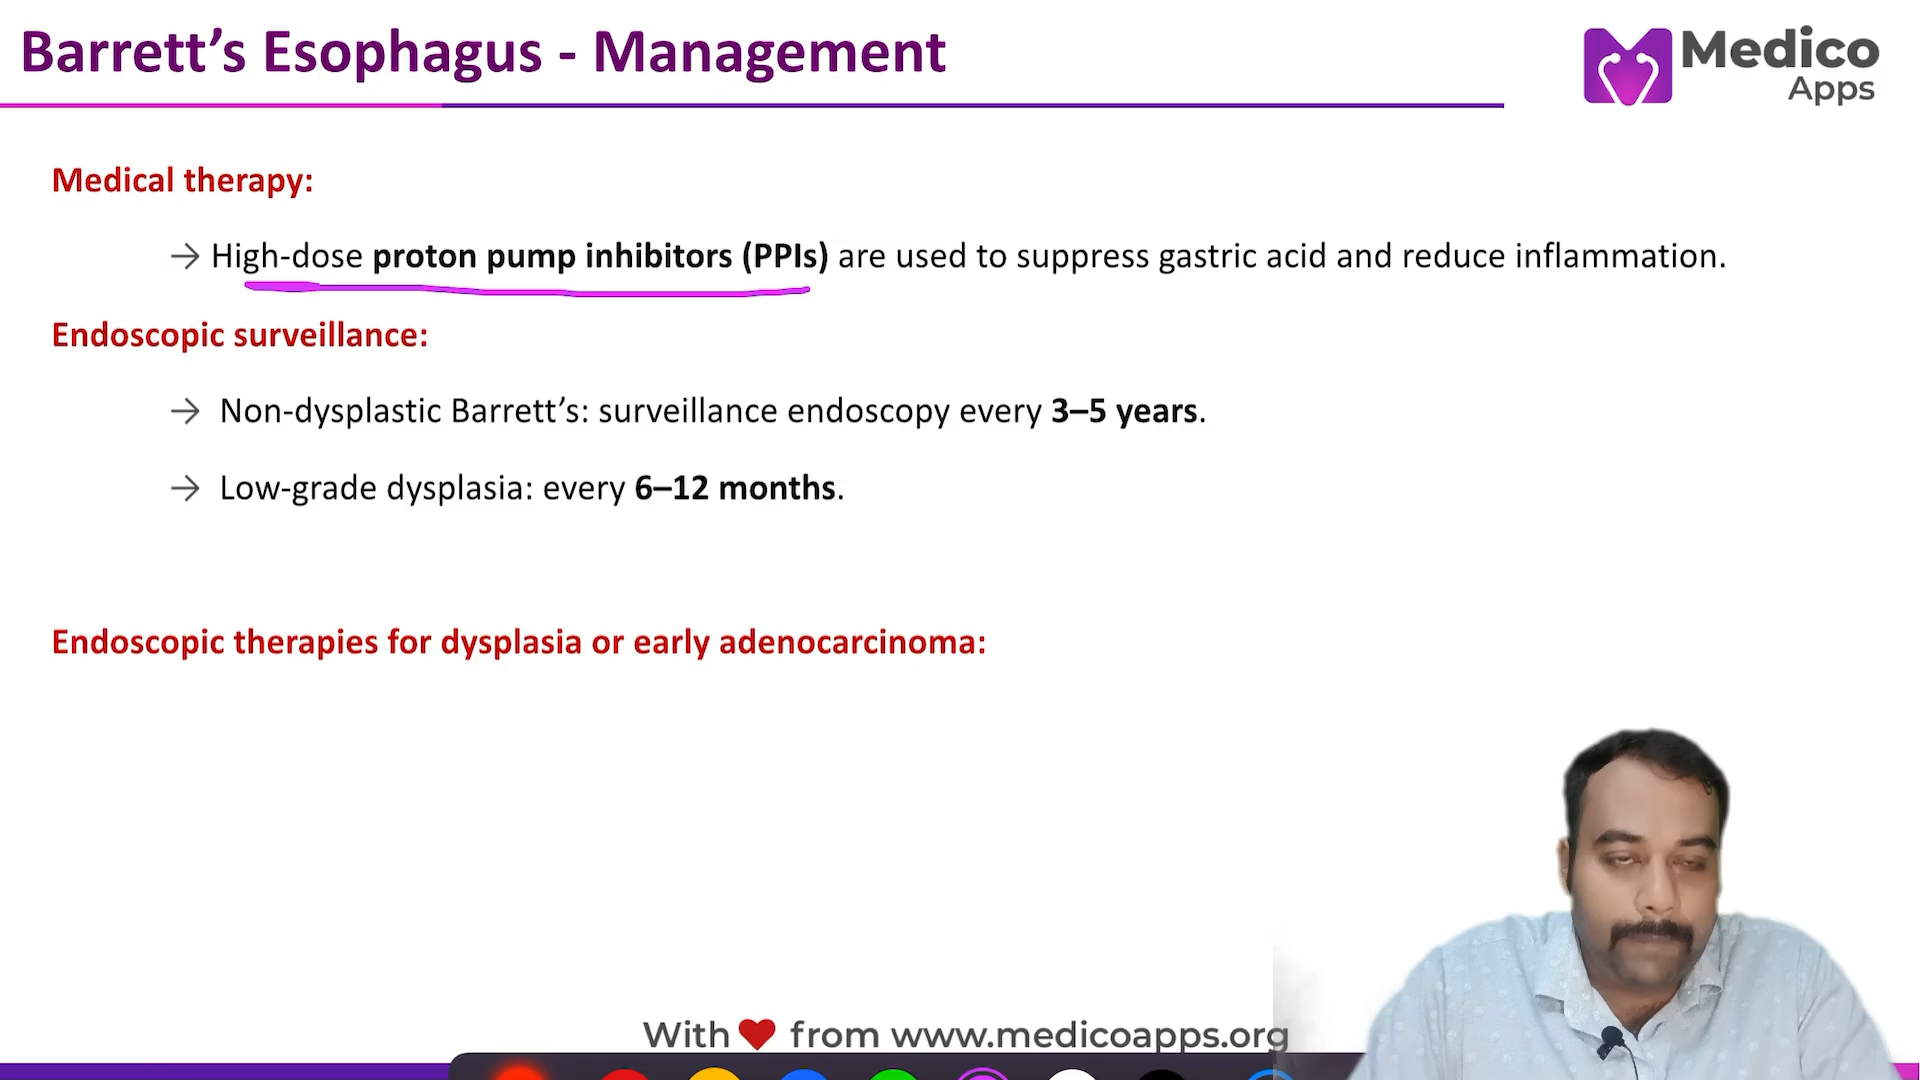 Barrett’s Esophagus - Management
Medico
Apps
Medical therapy:
→ High-dose proton pump inhibitors (PPIs) are used to suppress gastric acid and reduce inflammation.
Endoscopic surveillance:
→ Non-dysplastic Barrett’s: surveillance endoscopy every 3–5 years.
→ Low-grade dysplasia: every 6–12 months.
Endoscopic therapies for dysplasia or early adenocarcinoma:
With ❤ from www.medicoapps.org